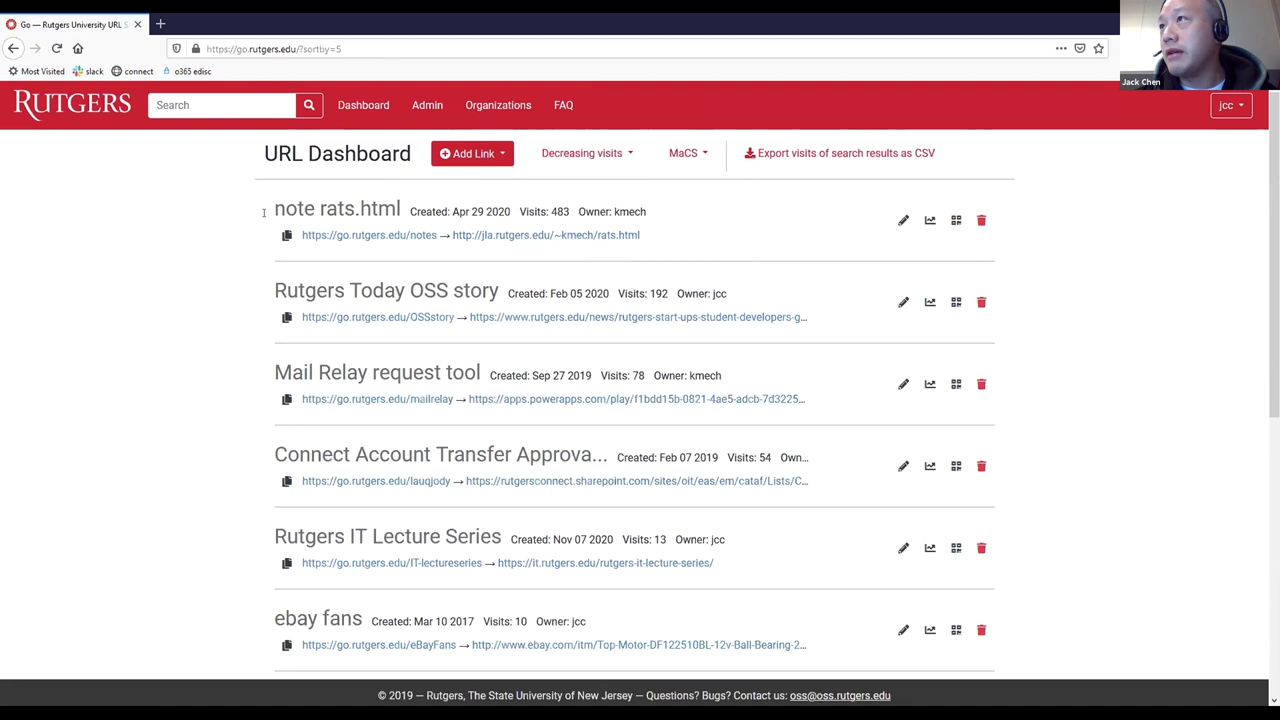 Go — Rutgers University URL S
https://go.rutgers.edu/?sortby=5
Most Visited slack connect o365 edisc
Jack Chen
RUTGERS Search Dashboard Admin Organizations FAQ jcc
URL Dashboard Add Link Decreasing visits MaCS Export visits of search results as CSV
note rats.html Created: Apr 29 2020 Visits: 483 Owner: kmech
https://go.rutgers.edu/notes → http://jla.rutgers.edu/~kmech/rats.html
Rutgers Today OSS story Created: Feb 05 2020 Visits: 192 Owner: jcc
https://go.rutgers.edu/OSSstory → https://www.rutgers.edu/news/rutgers-start-ups-student-developers-g...
Mail Relay request tool Created: Sep 27 2019 Visits: 78 Owner: kmech
https://go.rutgers.edu/mailrelay → https://apps.powerapps.com/play/f1bdd15b-0821-4ae5-adcb-7d3225...
Connect Account Transfer Approva... Created: Feb 07 2019 Visits: 54 Own...
https://go.rutgers.edu/lauqjody → https://rutgersconnect.sharepoint.com/sites/oit/eas/em/cataf/Lists/C...
Rutgers IT Lecture Series Created: Nov 07 2020 Visits: 13 Owner: jcc
https://go.rutgers.edu/IT-lectureseries → https://it.rutgers.edu/rutgers-it-lecture-series/
ebay fans Created: Mar 10 2017 Visits: 10 Owner: jcc
https://go.rutgers.edu/eBayFans → http://www.ebay.com/itm/Top-Motor-DF122510BL-12v-Ball-Bearing-2...
© 2019 — Rutgers, The State University of New Jersey — Questions? Bugs? Contact us: oss@oss.rutgers.edu